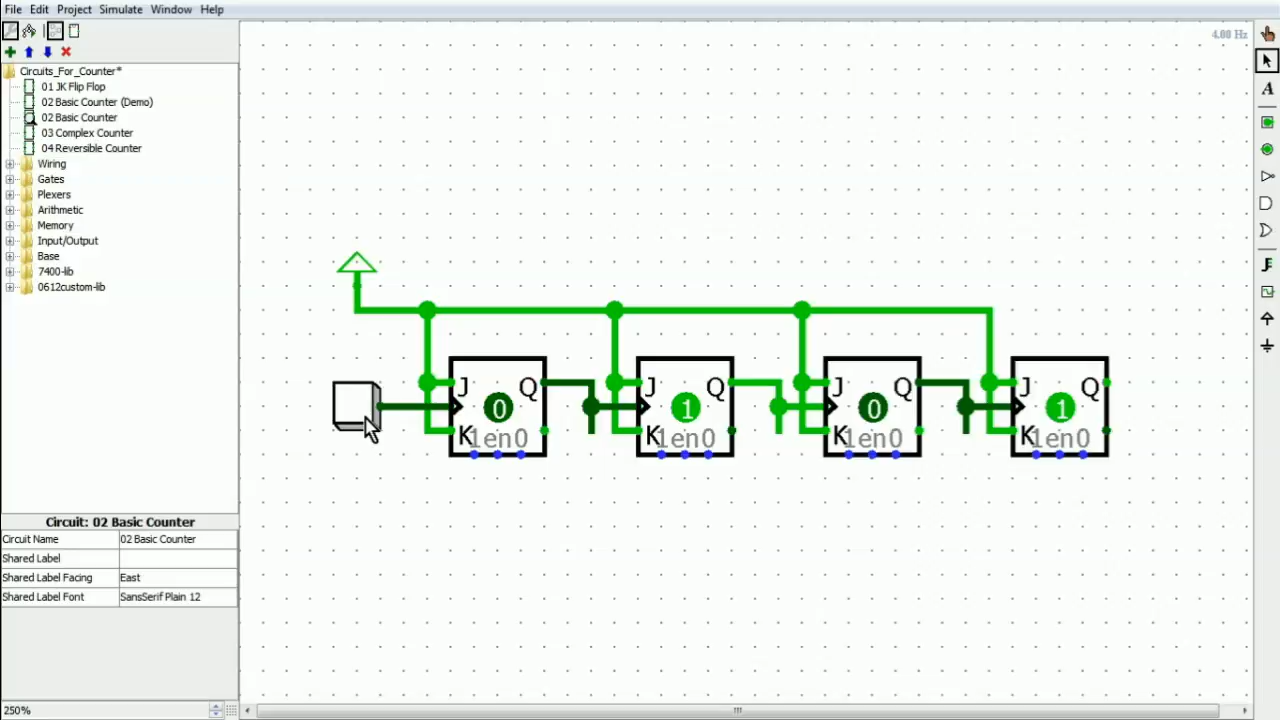 File Edit Project Simulate Window Help
4.00 Hz
Circuits_For_Counter*
01 JK Flip Flop
02 Basic Counter (Demo)
02 Basic Counter
03 Complex Counter
04 Reversible Counter
Wiring
Gates
Plexers
Arithmetic
Memory
Input/Output
Base
7400-lib
0612custom-lib
A
J Q J Q J Q J Q
0 1 0 1
K 1en0 K 1en0 K 1en0 K 1en0
Circuit: 02 Basic Counter
Circuit Name 02 Basic Counter
Shared Label
Shared Label Facing East
Shared Label Font SansSerif Plain 12
250%